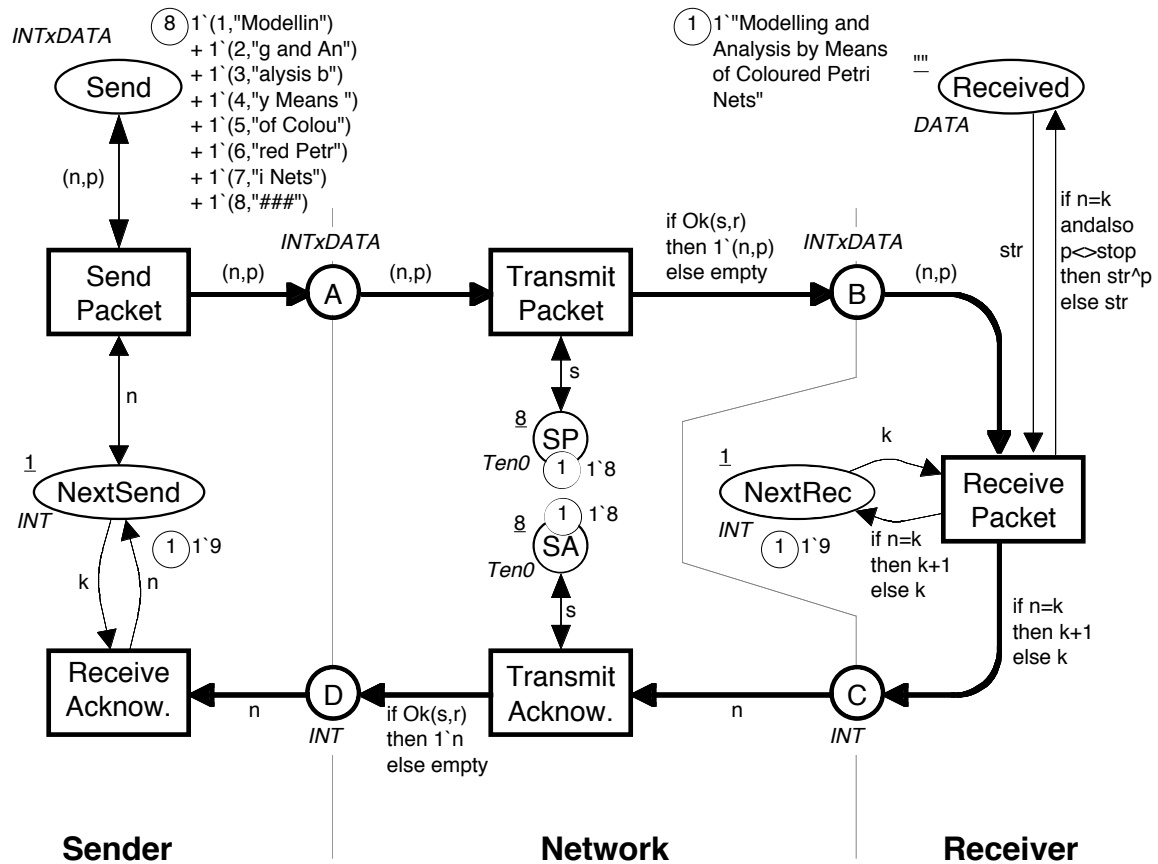 INTxDATA
8
1`(1,"Modellin")
+ 1`(2,"g and An")
+ 1`(3,"alysis b")
+ 1`(4,"y Means ")
+ 1`(5,"of Colou")
+ 1`(6,"red Petr")
+ 1`(7,"i Nets")
+ 1`(8,"###")
Send
(n,p)
1
1`"Modelling and
Analysis by Means
of Coloured Petri
Nets"
""
Received
DATA
str
if n=k
andalso
p<>stop
then str^p
else str
Send
Packet
(n,p)
INTxDATA
A
(n,p)
Transmit
Packet
if Ok(s,r)
then 1`(n,p)
else empty
INTxDATA
B
(n,p)
n
s
8
SP
Ten0
1
1`8
1
NextSend
INT
1
1`9
k
n
8
1
1`8
SA
Ten0
s
1
NextRec
INT
1
1`9
k
if n=k
then k+1
else k
Receive
Packet
if n=k
then k+1
else k
Receive
Acknow.
n
D
INT
if Ok(s,r)
then 1`n
else empty
Transmit
Acknow.
n
C
INT
Sender
Network
Receiver